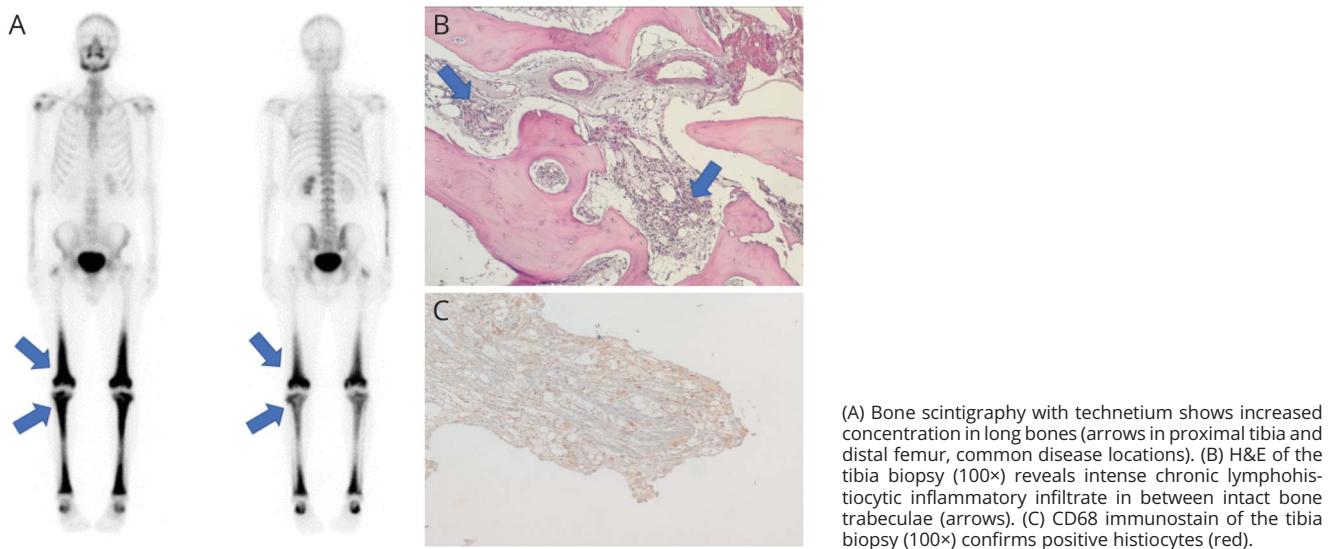 A
B
C
(A) Bone scintigraphy with technetium shows increased
concentration in long bones (arrows in proximal tibia and
distal femur, common disease locations). (B) H&E of the
tibia biopsy (100×) reveals intense chronic lymphohis-
tiocytic inflammatory infiltrate in between intact bone
trabeculae (arrows). (C) CD68 immunostain of the tibia
biopsy (100×) confirms positive histiocytes (red).